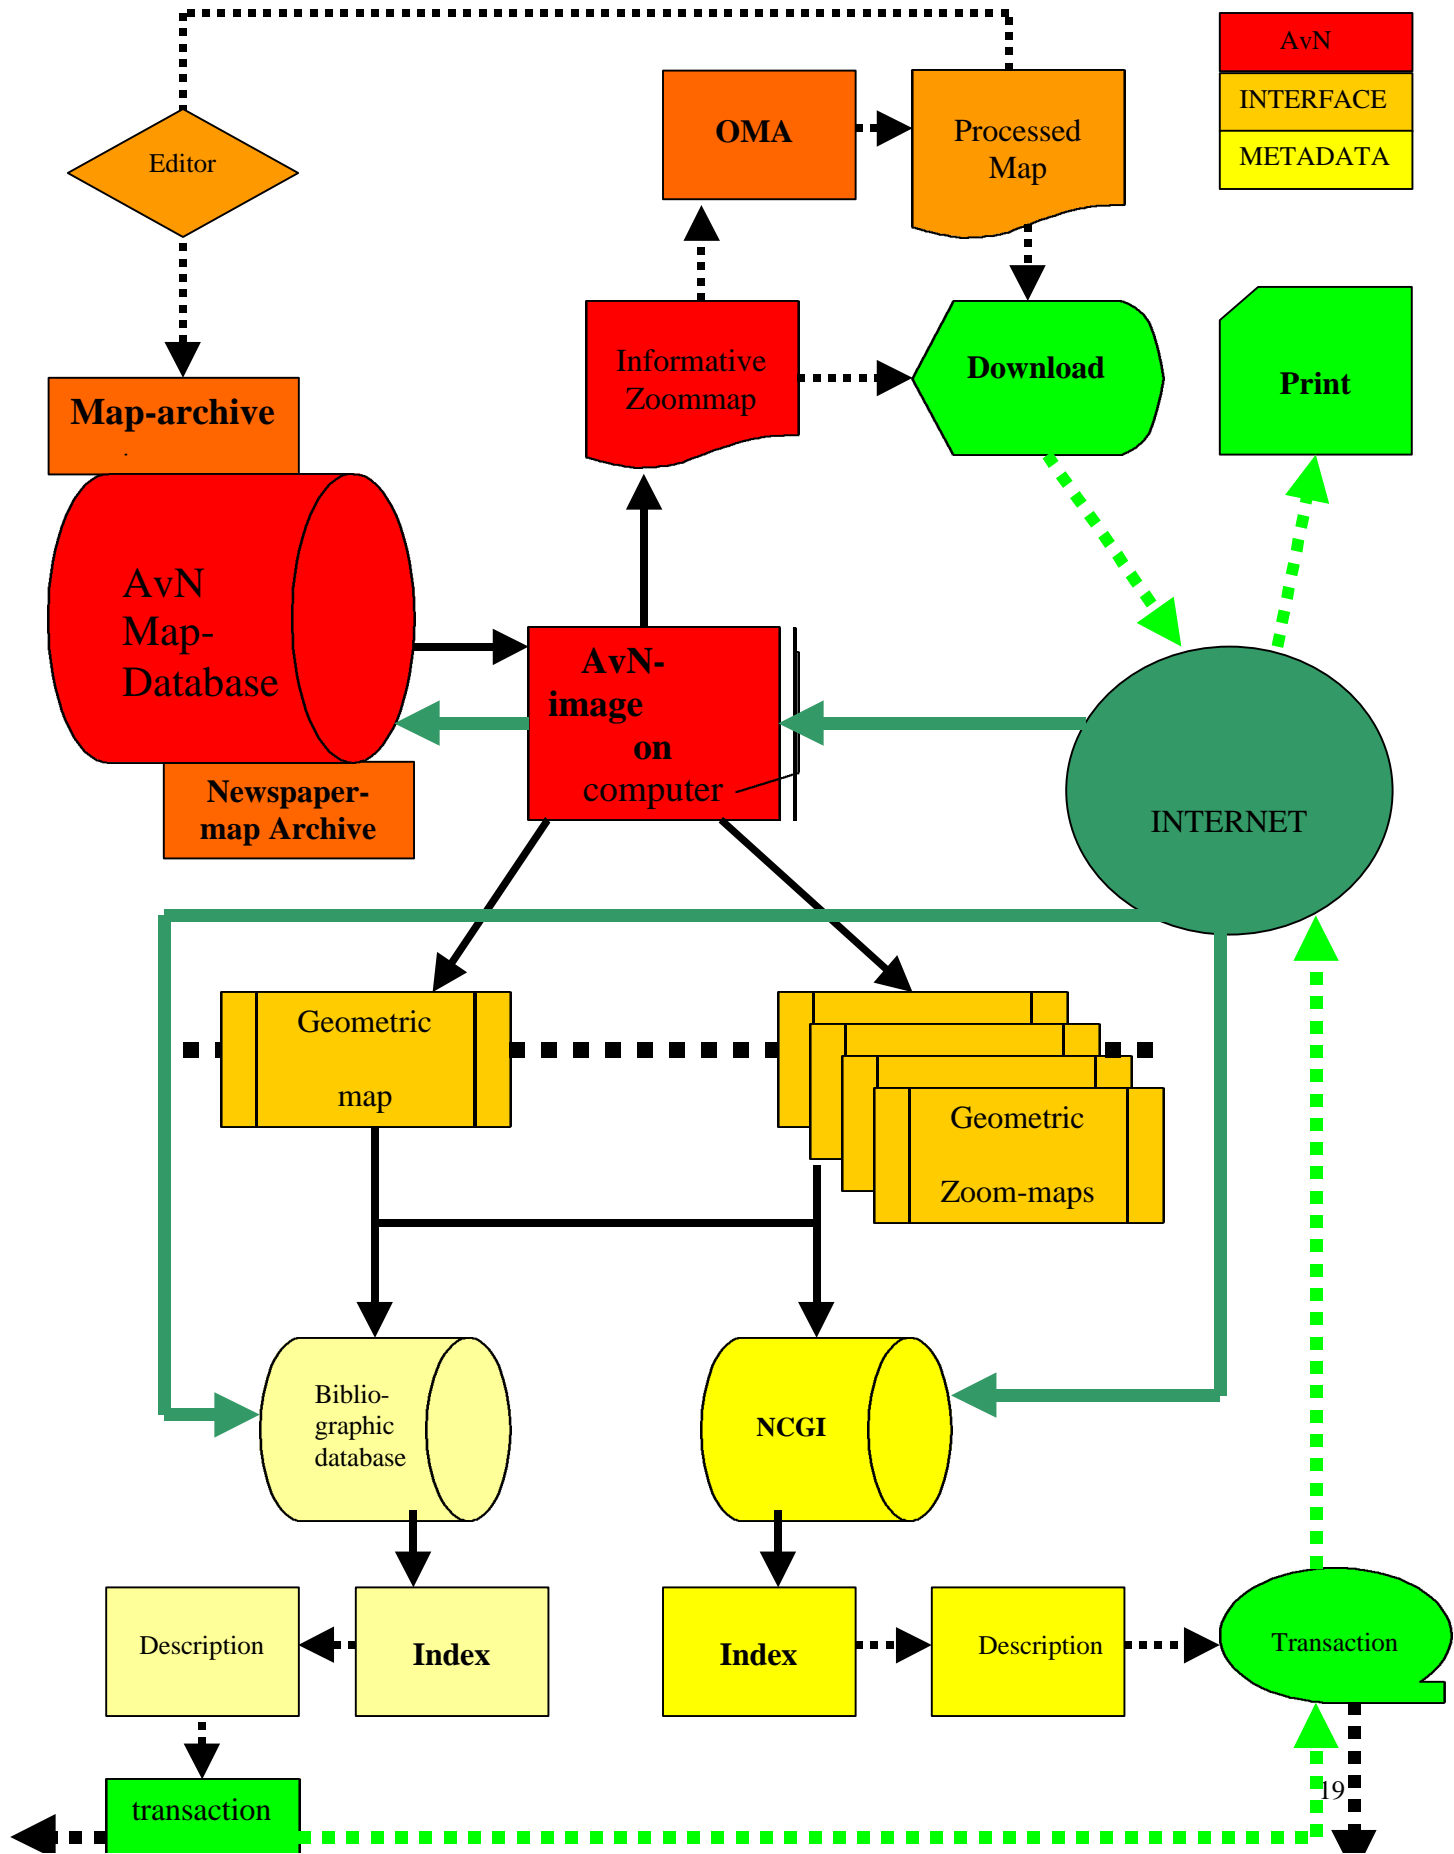 AvN
INTERFACE
METADATA
Editor
OMA
Processed
Map
Informative
Zoommap
Download
Print
Map-archive
.
AvN
Map-
Database
AvN-
image
on
computer
Newspaper-
map Archive
INTERNET
Geometric
map
Geometric
Zoom-maps
Biblio-
graphic
database
NCGI
Description
Index
Index
Description
Transaction
transaction
19